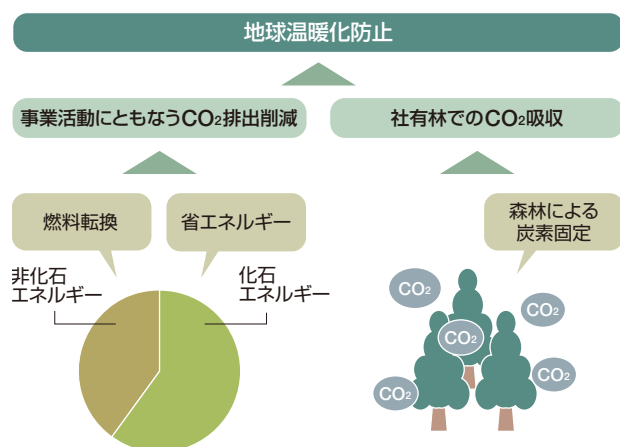 地球温暖化防止
事業活動にともなうCO₂排出削減
社有林でのCO₂吸収
燃料転換
省エネルギー
森林による
炭素固定
非化石
エネルギー
化石
エネルギー
CO₂
CO₂
CO₂
CO₂
CO₂